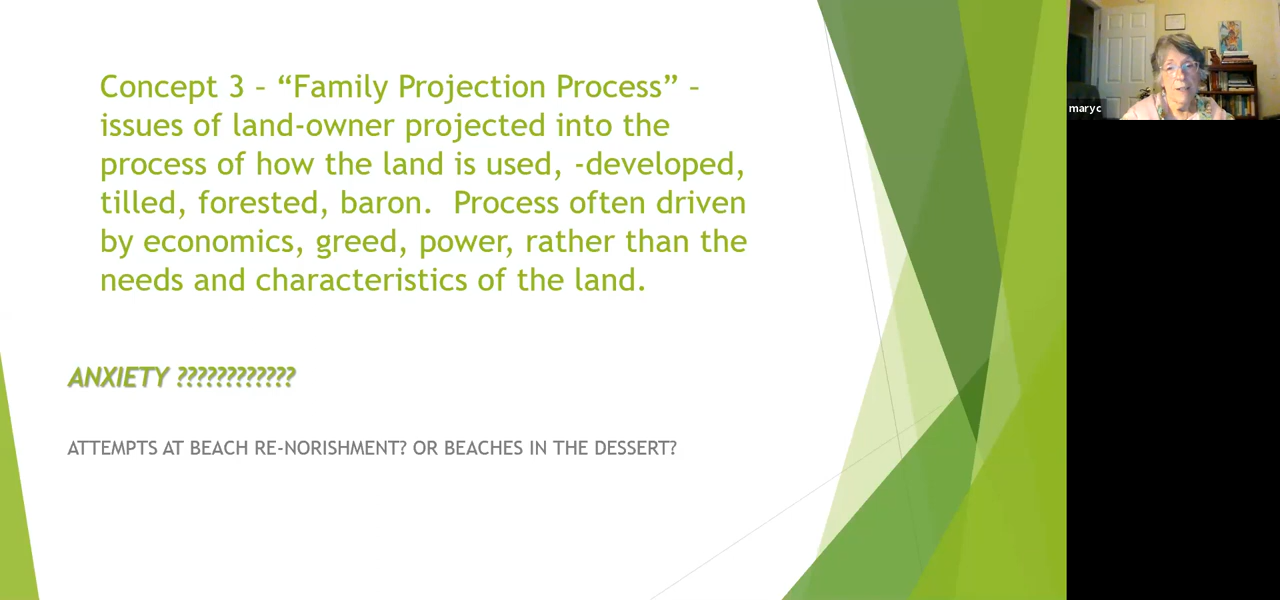 Concept 3 – “Family Projection Process” –
issues of land-owner projected into the
process of how the land is used, -developed,
tilled, forested, baron.  Process often driven
by economics, greed, power, rather than the
needs and characteristics of the land.
ANXIETY ????????????
ATTEMPTS AT BEACH RE-NORISHMENT? OR BEACHES IN THE DESSERT?
maryc